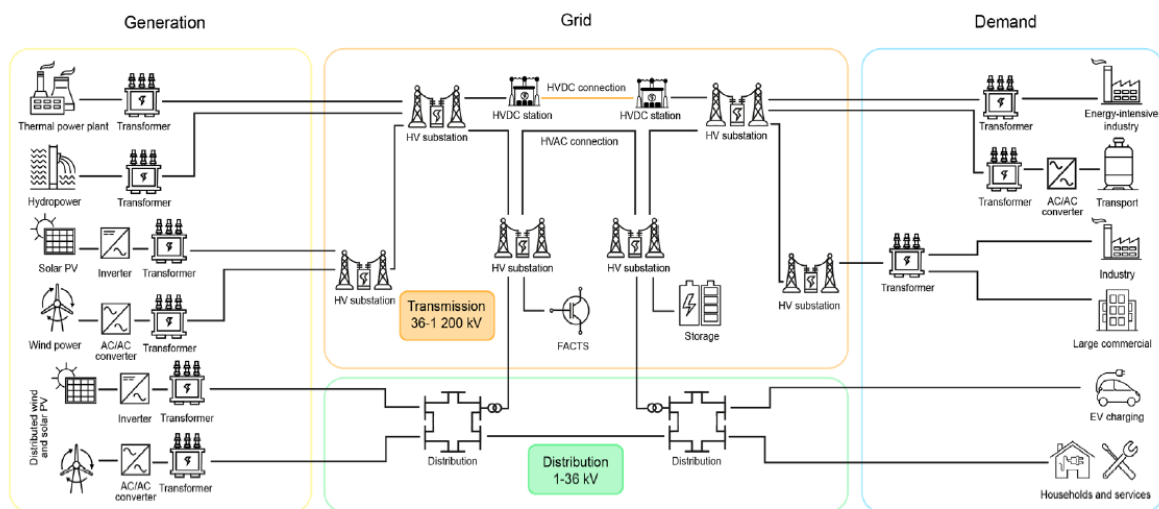 Generation
Grid
Demand
Thermal power plant
Transformer
Hydropower
Transformer
Solar PV
Inverter
Transformer
Wind power
AC/AC
converter
Transformer
Distributed wind
and solar PV
Inverter
Transformer
AC/AC
converter
Transformer
HV substation
HVDC station
HVDC connection
HVDC station
HV substation
HVAC connection
HV substation
HV substation
HV substation
HV substation
Transmission
36-1 200 kV
FACTS
Storage
Distribution
Distribution
1-36 kV
Distribution
Transformer
Energy-intensive
industry
Transformer
AC/AC
converter
Transport
Transformer
Industry
Large commercial
EV charging
Households and services